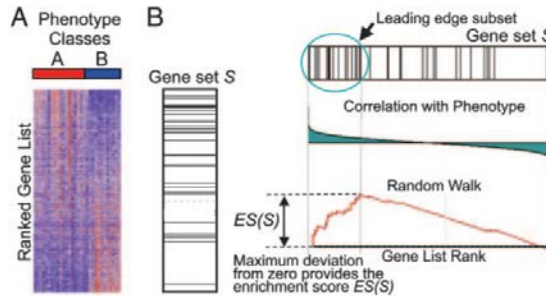 A
Phenotype
Classes
A B
Ranked Gene List
B
Gene set S
Leading edge subset
Gene set S
Correlation with Phenotype
Random Walk
ES(S)
Gene List Rank
Maximum deviation
from zero provides the
enrichment score ES(S)